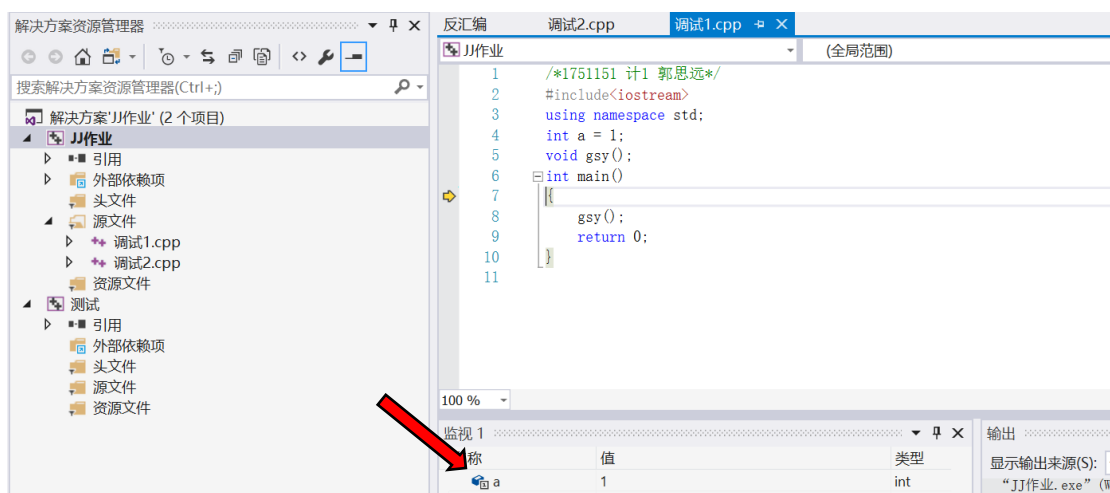 解决方案资源管理器
搜索解决方案资源管理器(Ctrl+;)
解决方案'JJ作业' (2 个项目)
JJ作业
引用
外部依赖项
头文件
源文件
调试1.cpp
调试2.cpp
资源文件
测试
引用
外部依赖项
头文件
源文件
资源文件
反汇编 调试2.cpp 调试1.cpp
JJ作业 (全局范围)
1 /*1751151 计1 郭思远*/
2 #include<iostream>
3 using namespace std;
4 int a = 1;
5 void gsy();
6 int main()
7 {
8 gsy();
9 return 0;
10 }
11
100 %
监视 1
称 值 类型
a 1 int
输出
显示输出来源(S):
"JJ作业.exe" (W